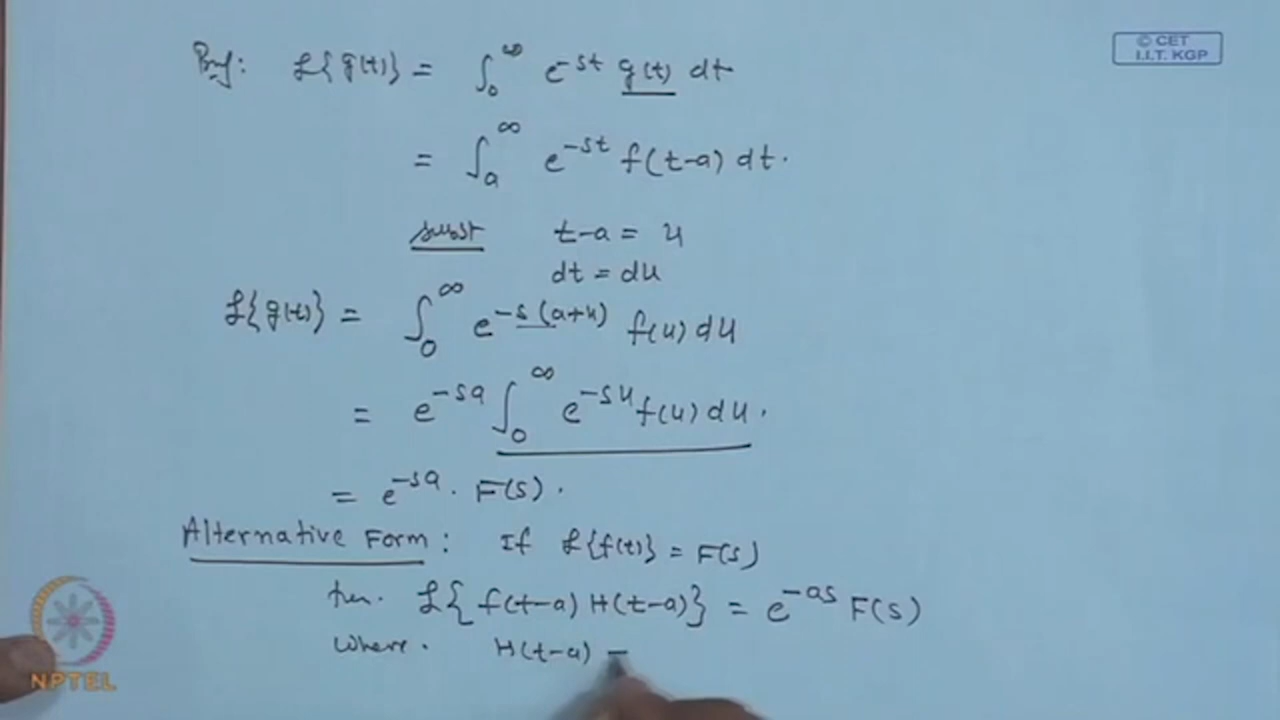 © CET
I.I.T. KGP
Prof: ℒ{g(t)} = ∫₀^∞ e^{-st} g(t) dt
= ∫ₐ^∞ e^{-st} f(t-a) dt.
subst t-a = u
dt = du
ℒ{g(t)} = ∫₀^∞ e^{-s(a+u)} f(u) du
= e^{-sa} ∫₀^∞ e^{-su} f(u) du.
= e^{-sa} . F(s) .
Alternative Form : If ℒ{f(t)} = F(s)
then. ℒ{ f(t-a) H(t-a)} = e^{-as} F(s)
where. H(t-a) =
NPTEL